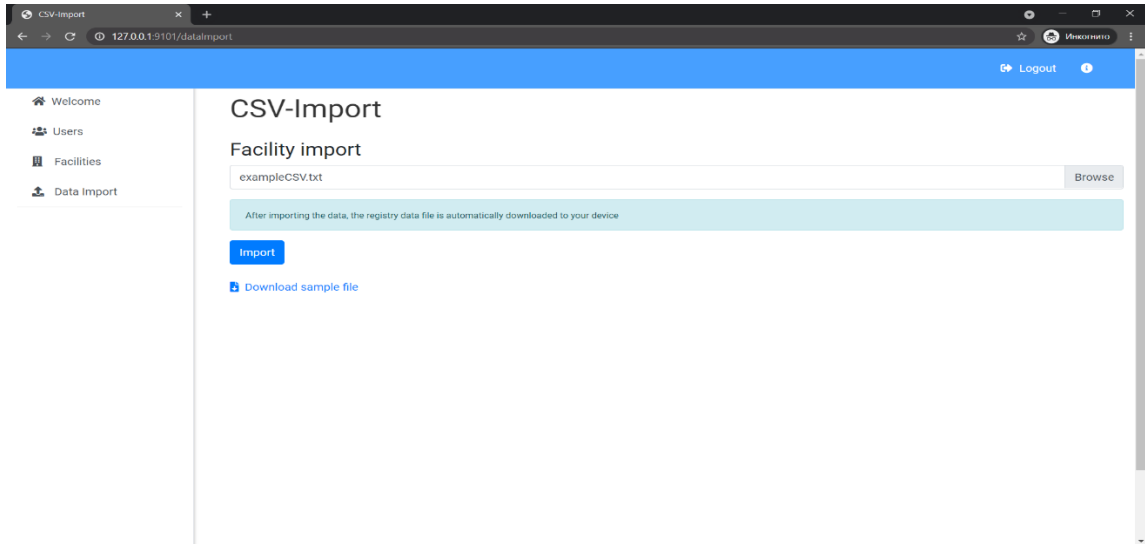 CSV-Import
127.0.0.1:9101/dataImport
Инкогнито
Logout
Welcome
Users
Facilities
Data Import
CSV-Import
Facility import
exampleCSV.txt
Browse
After importing the data, the registry data file is automatically downloaded to your device
Import
Download sample file